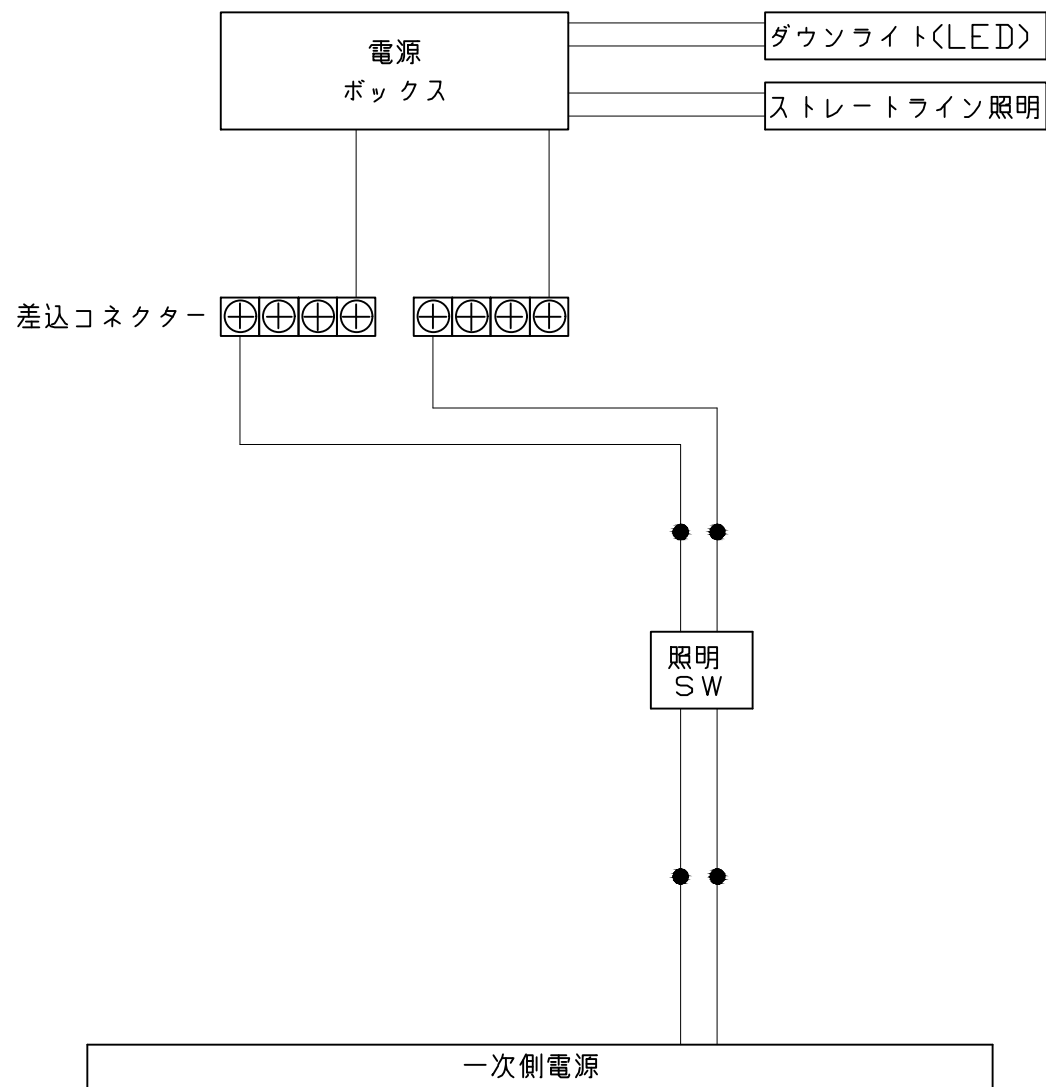 電源
ボックス
ダウンライト(LED)
ストレートライン照明
差込コネクター
照明
SW
一次側電源